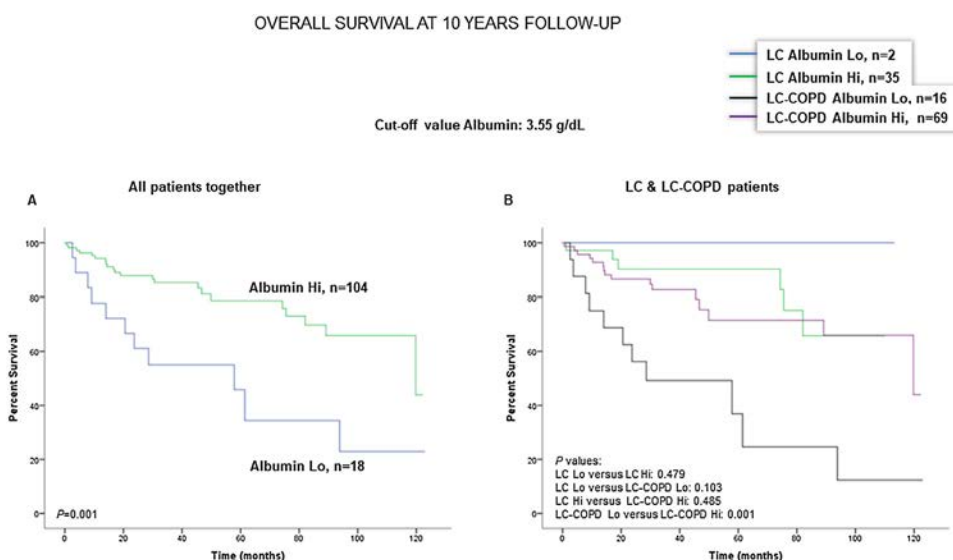 OVERALL SURVIVAL AT 10 YEARS FOLLOW-UP
LC Albumin Lo, n=2
LC Albumin Hi, n=35
LC-COPD Albumin Lo, n=16
LC-COPD Albumin Hi, n=69
Cut-off value Albumin: 3.55 g/dL
A
All patients together
Percent Survival
100
80
60
40
20
0
Albumin Hi, n=104
Albumin Lo, n=18
P=0.001
0 20 40 60 80 100 120
Time (months)
B
LC & LC-COPD patients
Percent Survival
100
80
60
40
20
0
P values:
LC Lo versus LC Hi: 0.479
LC Lo versus LC-COPD Lo: 0.103
LC Hi versus LC-COPD Hi: 0.485
LC-COPD Lo versus LC-COPD Hi: 0.001
0 20 40 60 80 100 120
Time (months)